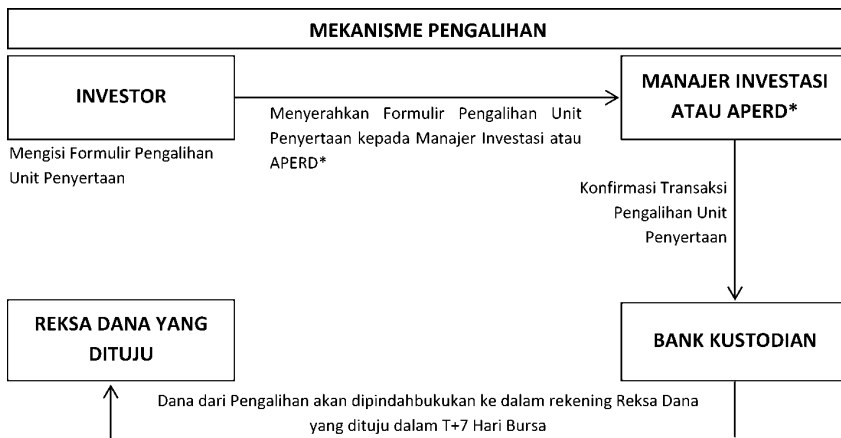 MEKANISME PENGALIHAN
INVESTOR
Mengisi Formulir Pengalihan
Unit Penyertaan
Menyerahkan Formulir Pengalihan Unit
Penyertaan kepada Manajer Investasi atau
APERD*
MANAJER INVESTASI
ATAU APERD*
Konfirmasi Transaksi
Pengalihan Unit
Penyertaan
REKSA DANA YANG
DITUJU
BANK KUSTODIAN
Dana dari Pengalihan akan dipindahbukukan ke dalam rekening Reksa Dana
yang dituju dalam T+7 Hari Bursa